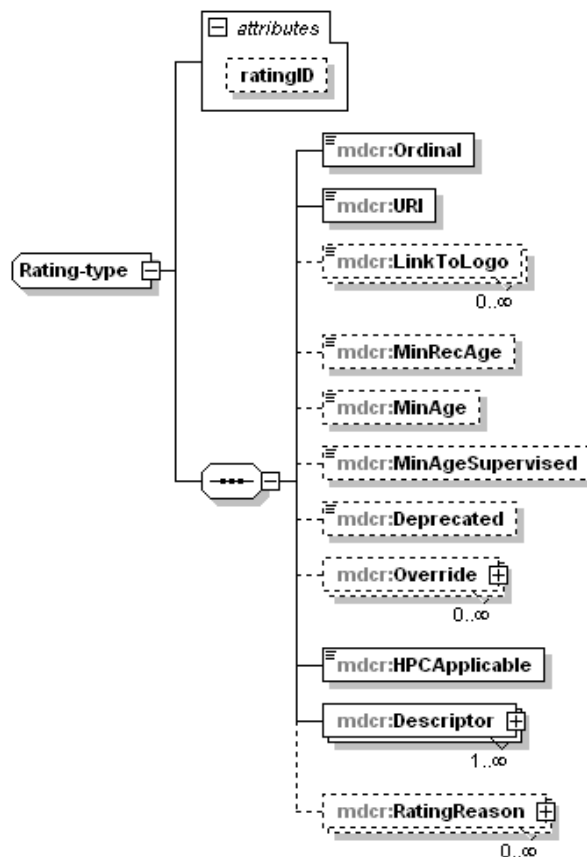 attributes
ratingID
mdcr:Ordinal
mdcr:URI
mdcr:LinkToLogo
0..∞
Rating-type
mdcr:MinRecAge
mdcr:MinAge
mdcr:MinAgeSupervised
mdcr:Deprecated
mdcr:Override
0..∞
mdcr:HPCApplicable
mdcr:Descriptor
1..∞
mdcr:RatingReason
0..∞